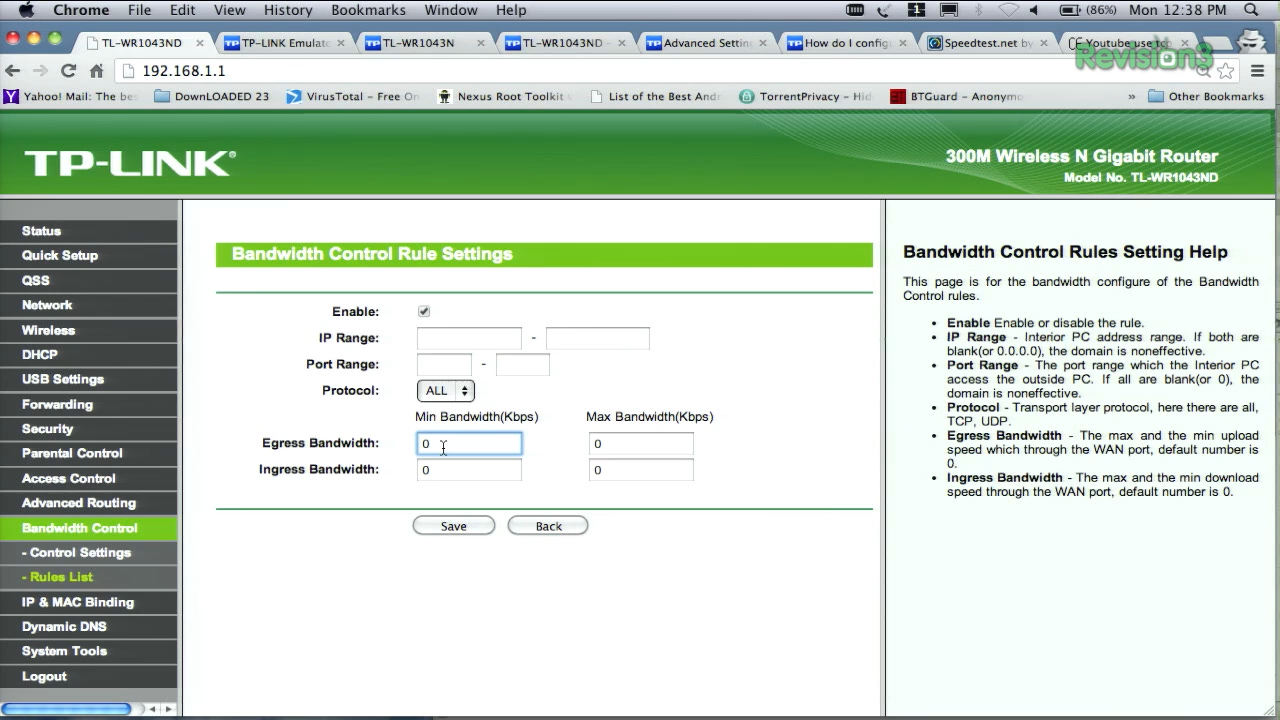 Chrome File Edit View History Bookmarks Window Help 1 (86%) Mon 12:38 PM
TL-WR1043ND TP-LINK Emulat TL-WR1043N TL-WR1043ND - Advanced Settin How do I config Speedtest.net by Youtube use to
Revision3
192.168.1.1
Yahoo! Mail: The bes DownLOADED 23 VirusTotal - Free On Nexus Root Toolkit List of the Best Andr TorrentPrivacy - Hid BTGuard - Anonymo » Other Bookmarks
TP-LINK®
300M Wireless N Gigabit Router
Model No. TL-WR1043ND
Status
Quick Setup
QSS
Network
Wireless
DHCP
USB Settings
Forwarding
Security
Parental Control
Access Control
Advanced Routing
Bandwidth Control
- Control Settings
- Rules List
IP & MAC Binding
Dynamic DNS
System Tools
Logout
Bandwidth Control Rule Settings
Enable:
IP Range: -
Port Range: -
Protocol: ALL
Min Bandwidth(Kbps) Max Bandwidth(Kbps)
Egress Bandwidth: 0 0
Ingress Bandwidth: 0 0
Save Back
Bandwidth Control Rules Setting Help
This page is for the bandwidth configure of the Bandwidth
Control rules.
• Enable Enable or disable the rule.
• IP Range - Interior PC address range. If both are
blank(or 0.0.0.0), the domain is noneffective.
• Port Range - The port range which the Interior PC
access the outside PC. If all are blank(or 0), the
domain is noneffective.
• Protocol - Transport layer protocol, here there are all,
TCP, UDP.
• Egress Bandwidth - The max and the min upload
speed which through the WAN port, default number is
0.
• Ingress Bandwidth - The max and the min download
speed through the WAN port, default number is 0.